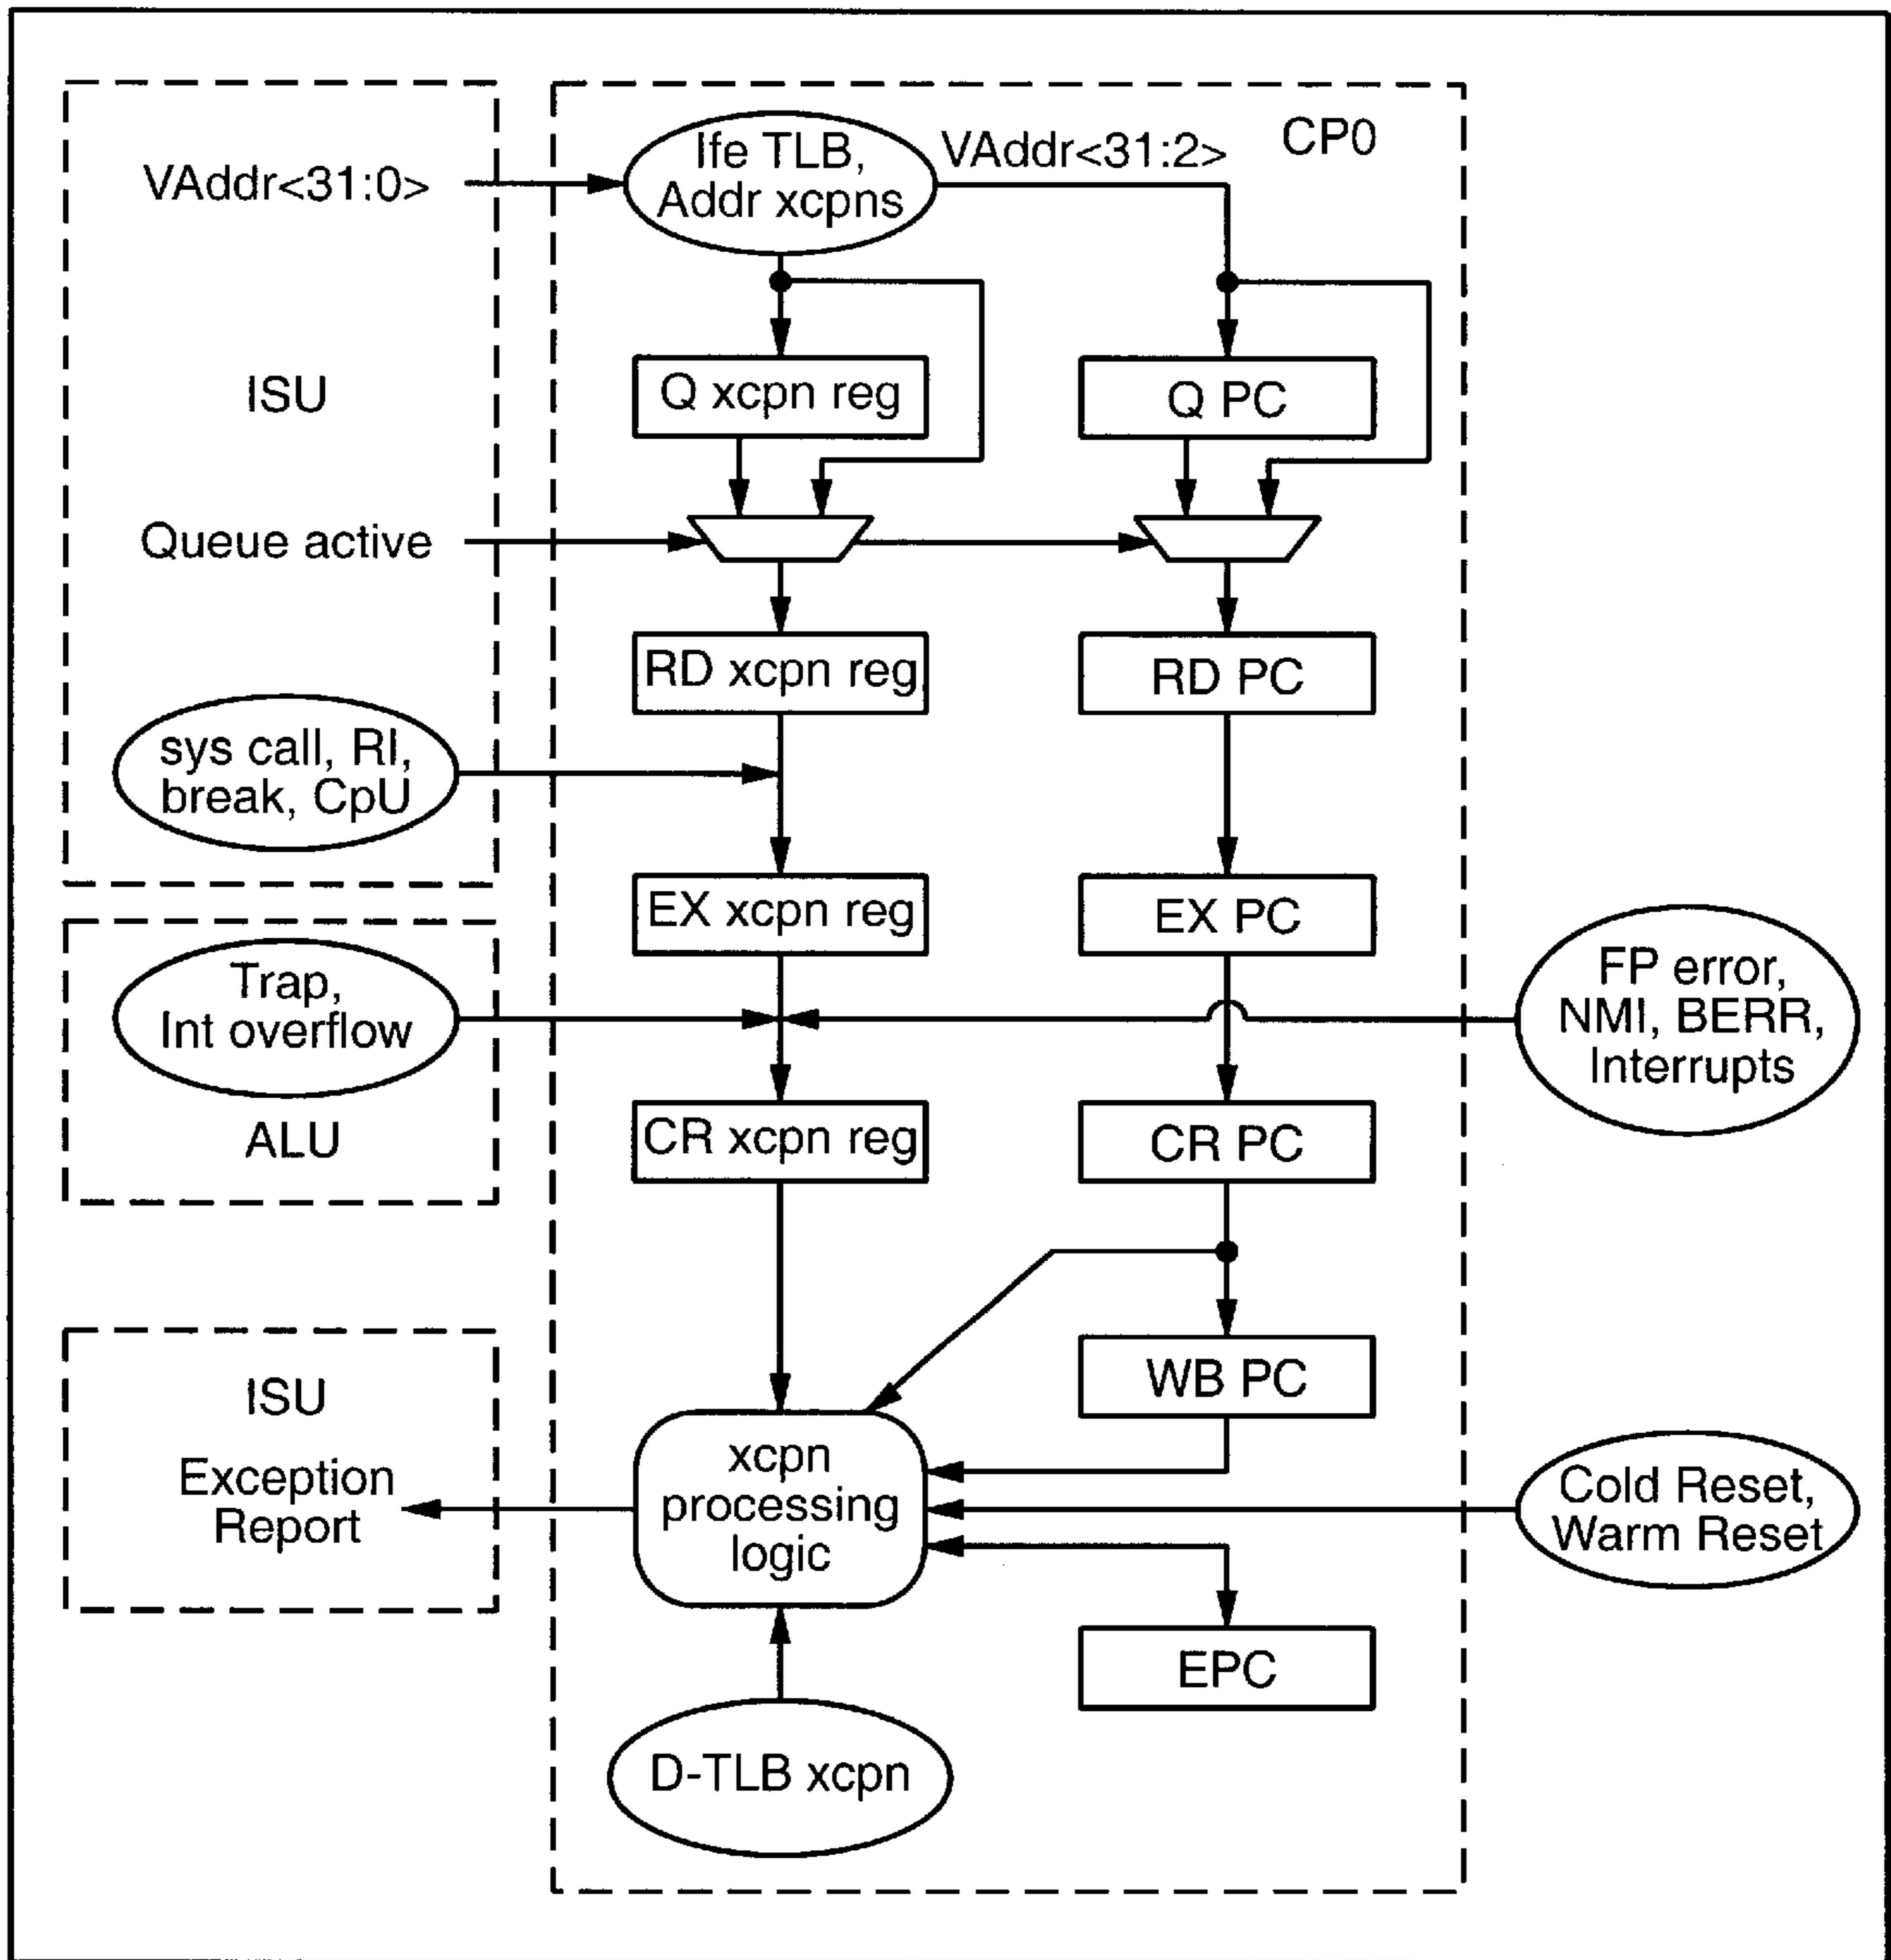 CP0
VAddr<31:0>
Ife TLB,
Addr xcpns
VAddr<31:2>
ISU
Q xcpn reg
Q PC
Queue active
RD xcpn reg
RD PC
sys call, RI,
break, CpU
EX xcpn reg
EX PC
Trap,
Int overflow
FP error,
NMI, BERR,
Interrupts
ALU
CR xcpn reg
CR PC
WB PC
ISU
Exception
Report
xcpn
processing
logic
Cold Reset,
Warm Reset
EPC
D-TLB xcpn